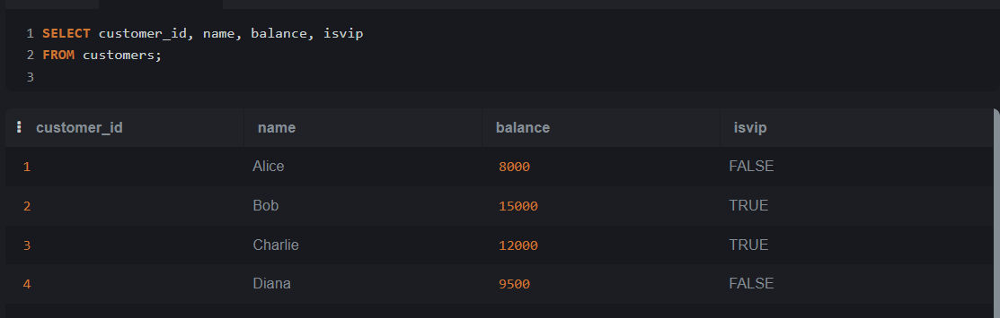 1 SELECT customer_id, name, balance, isvip
2 FROM customers;
3
customer_id name balance isvip
1 Alice 8000 FALSE
2 Bob 15000 TRUE
3 Charlie 12000 TRUE
4 Diana 9500 FALSE